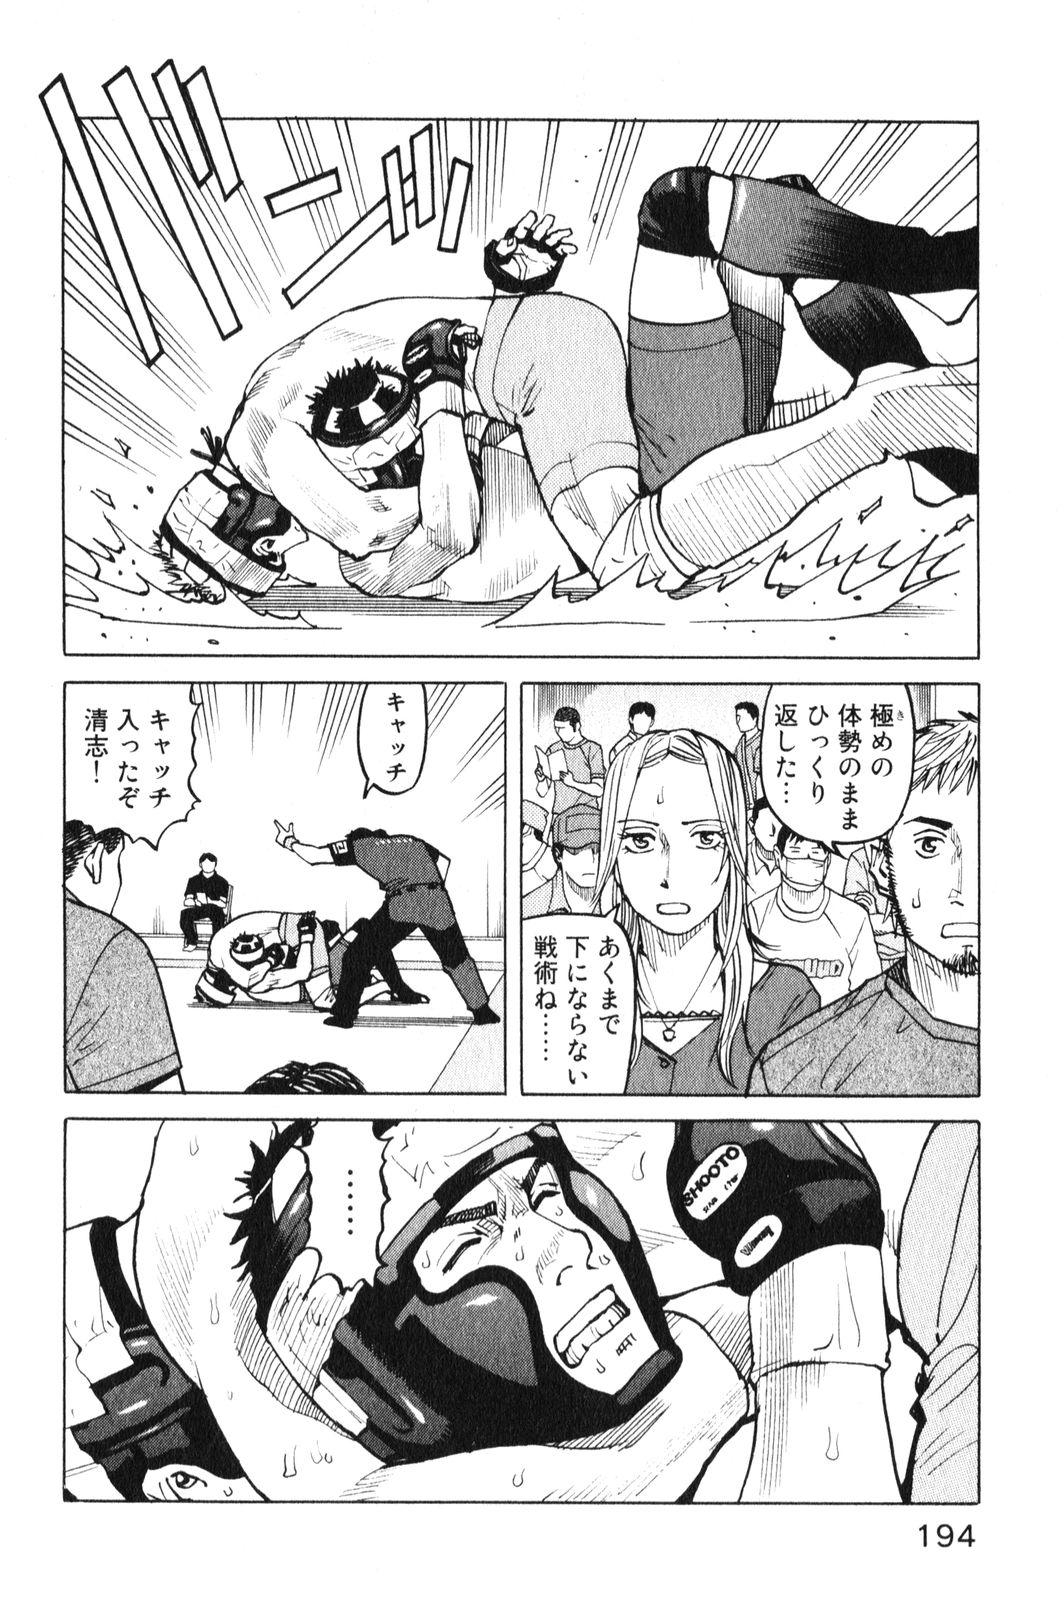 バーンッ
極めの
体勢のまま
ひっくり
返した…
あくまで
下にならない
戦術ね……
キャッチ
キャッチ
入ったぞ
清志！
……
SHOOTO
194